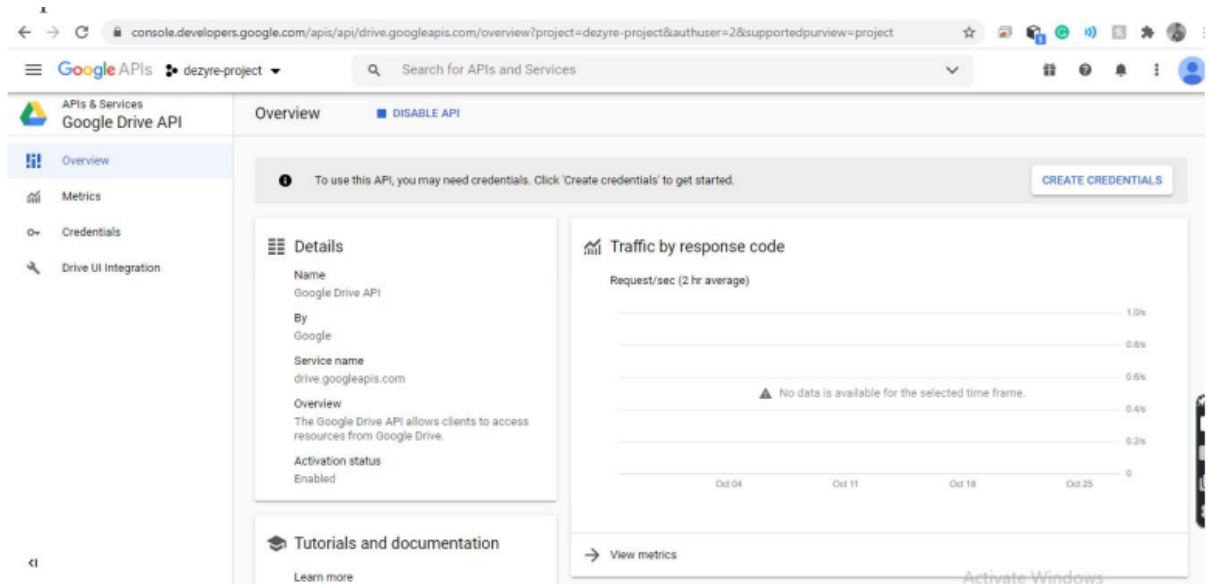 console.developers.google.com/apis/api/drive.googleapis.com/overview?project=dezyre-project&authuser=2&supportedpurview=project
Google APIs dezyre-project Search for APIs and Services
APIs & Services
Google Drive API
Overview DISABLE API
Overview
Metrics
Credentials
Drive UI Integration
To use this API, you may need credentials. Click 'Create credentials' to get started. CREATE CREDENTIALS
Details
Name
Google Drive API
By
Google
Service name
drive.googleapis.com
Overview
The Google Drive API allows clients to access
resources from Google Drive.
Activation status
Enabled
Tutorials and documentation
Learn more
Traffic by response code
Request/sec (2 hr average)
1.0/s
0.8/s
0.6/s
No data is available for the selected time frame.
0.4/s
0.2/s
0
Oct 04 Oct 11 Oct 18 Oct 25
View metrics
Activate Windows